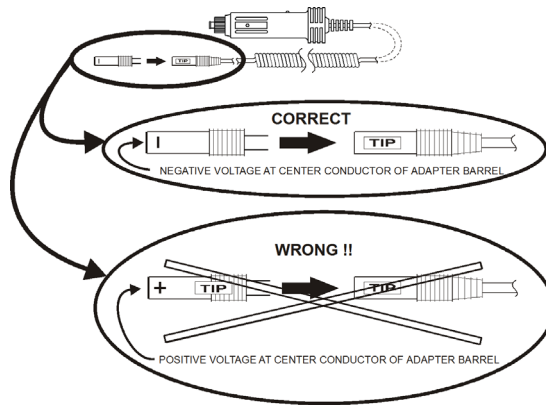 – TIP
CORRECT
– TIP
NEGATIVE VOLTAGE AT CENTER CONDUCTOR OF ADAPTER BARREL
WRONG !!
+ TIP TIP
POSITIVE VOLTAGE AT CENTER CONDUCTOR OF ADAPTER BARREL